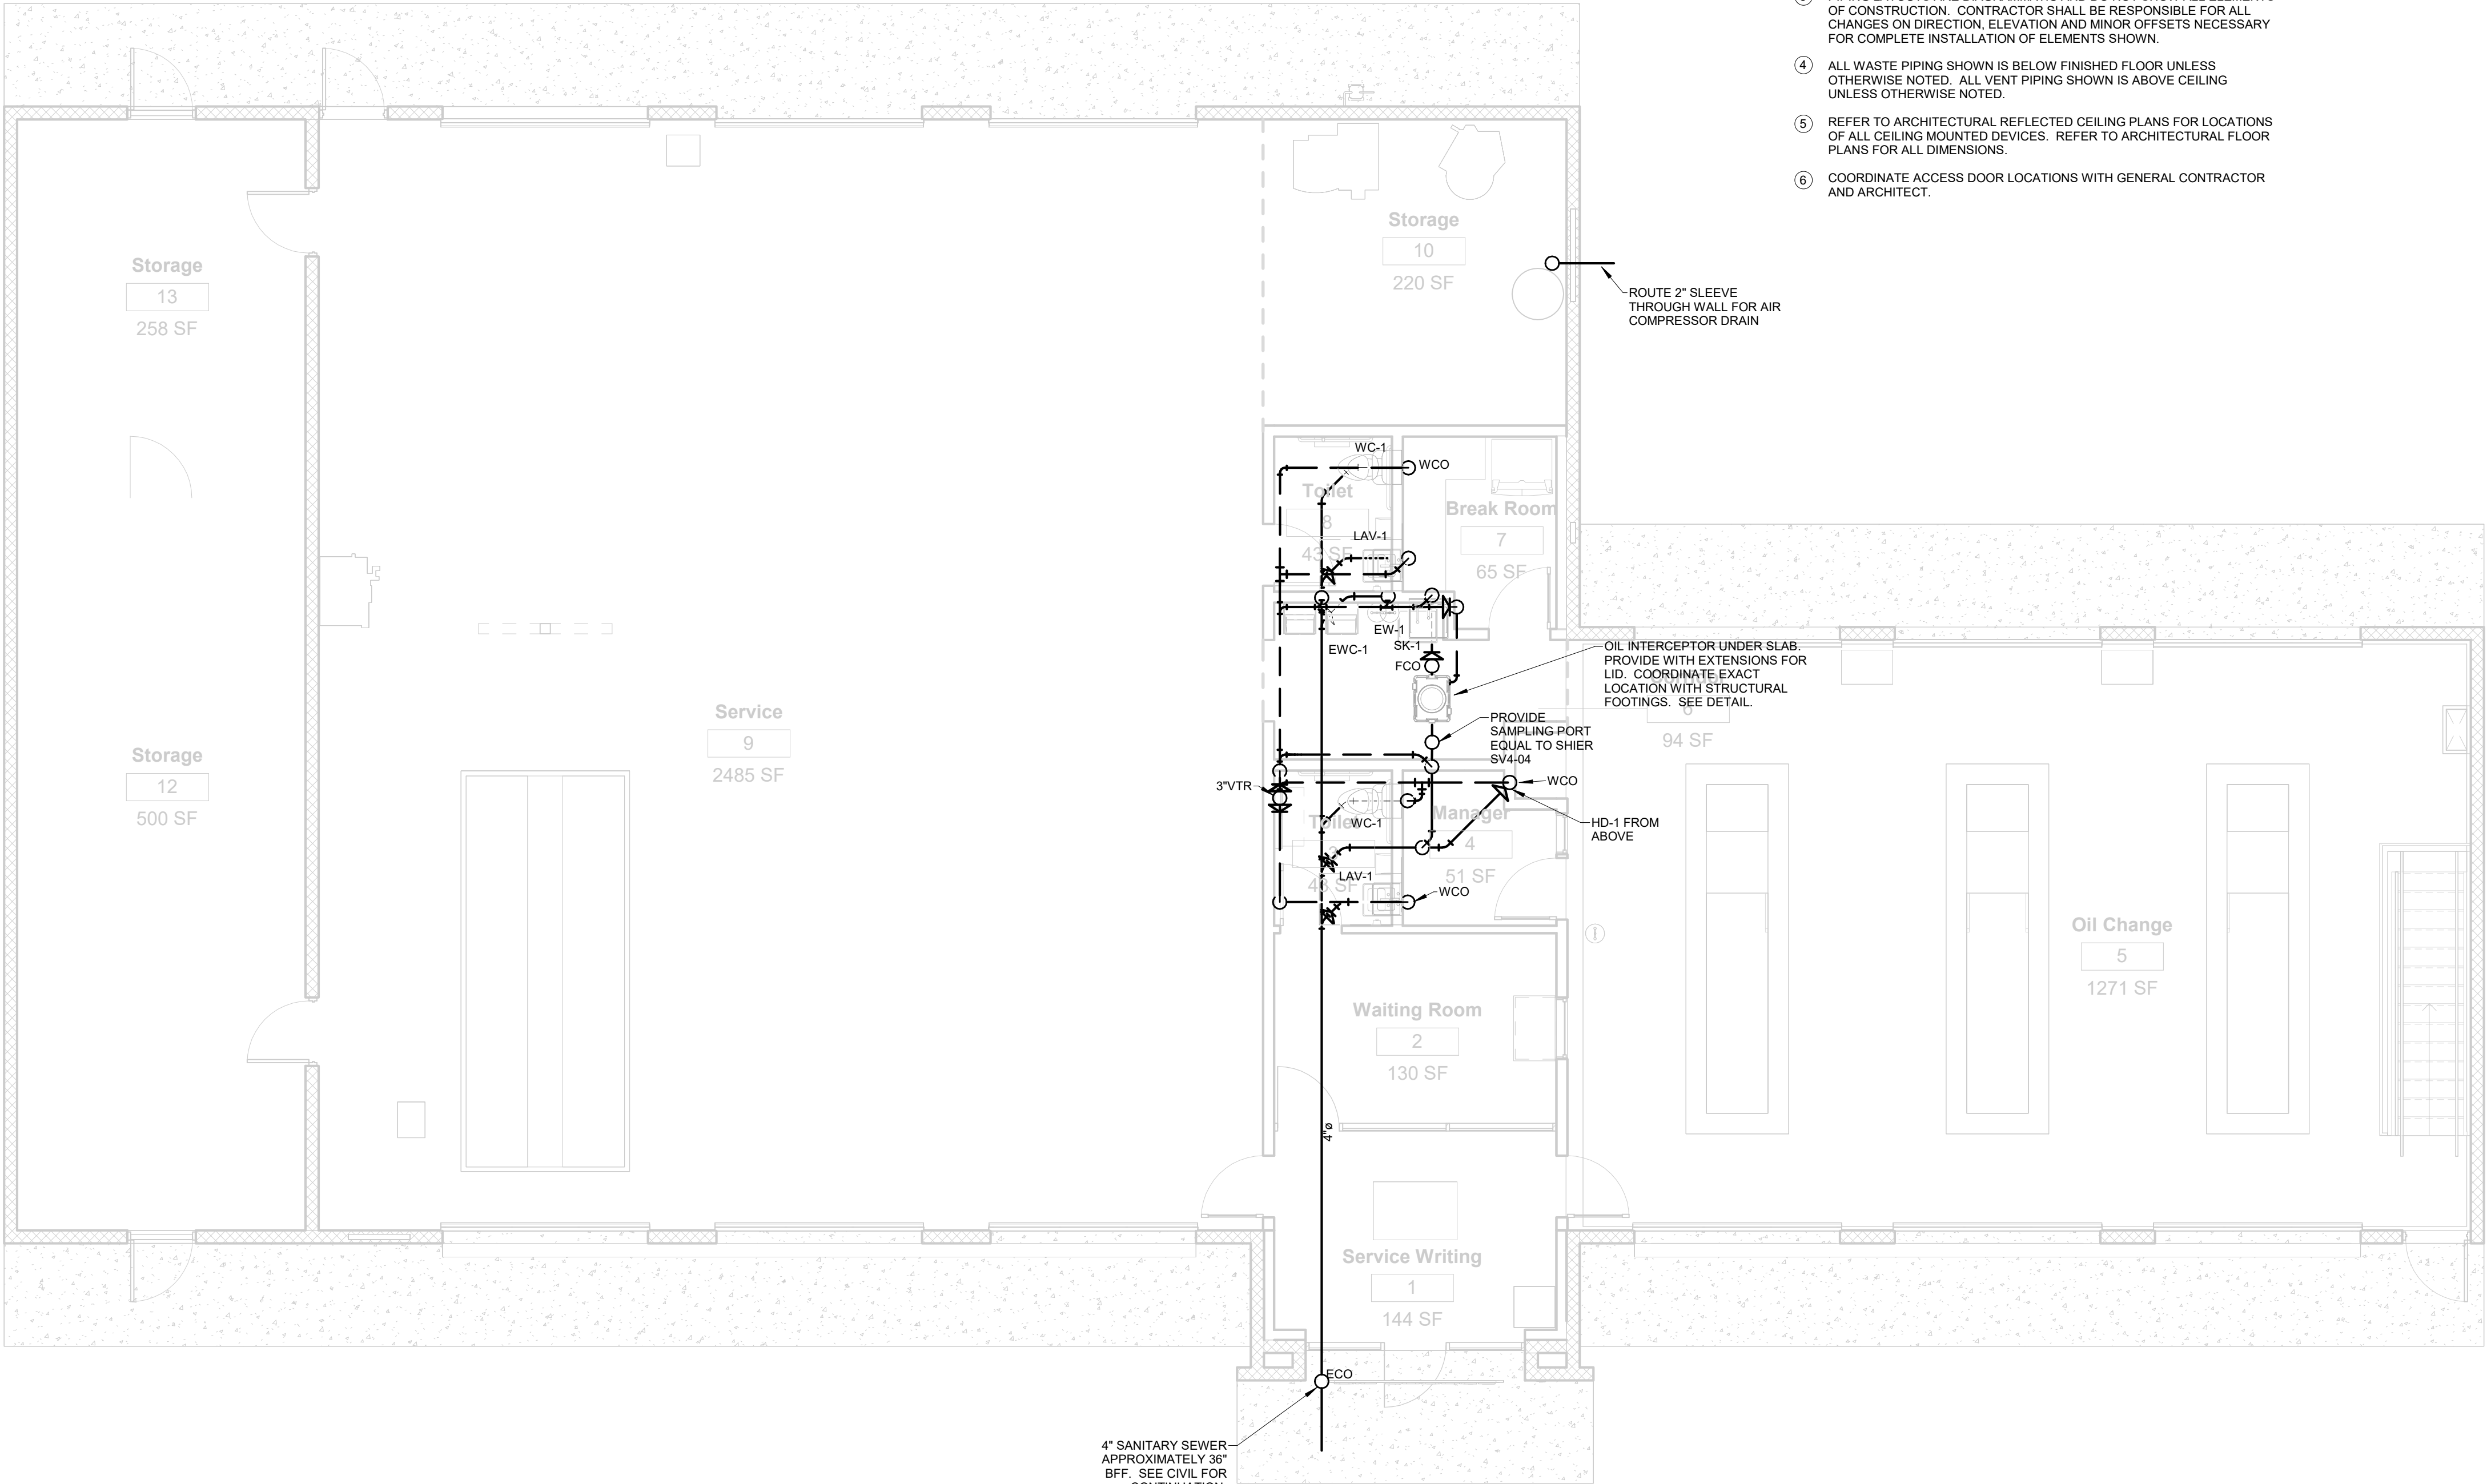 OF CONSTRUCTION.  CONTRACTOR SHALL BE RESPONSIBLE FOR ALL
CHANGES ON DIRECTION, ELEVATION AND MINOR OFFSETS NECESSARY
FOR COMPLETE INSTALLATION OF ELEMENTS SHOWN.
4 ALL WASTE PIPING SHOWN IS BELOW FINISHED FLOOR UNLESS
OTHERWISE NOTED.  ALL VENT PIPING SHOWN IS ABOVE CEILING
UNLESS OTHERWISE NOTED.
5 REFER TO ARCHITECTURAL REFLECTED CEILING PLANS FOR LOCATIONS
OF ALL CEILING MOUNTED DEVICES.  REFER TO ARCHITECTURAL FLOOR
PLANS FOR ALL DIMENSIONS.
6 COORDINATE ACCESS DOOR LOCATIONS WITH GENERAL CONTRACTOR
AND ARCHITECT.
Storage
10
220 SF
Storage
13
258 SF
ROUTE 2" SLEEVE
THROUGH WALL FOR AIR
COMPRESSOR DRAIN
WC-1
WCO
Toilet
8
43 SF
LAV-1
Break Room
7
65 SF
EW-1
SK-1
EWC-1
FCO
OIL INTERCEPTOR UNDER SLAB.
PROVIDE WITH EXTENSIONS FOR
LID.  COORDINATE EXACT
LOCATION WITH STRUCTURAL
FOOTINGS.  SEE DETAIL.
6
94 SF
Service
9
2485 SF
PROVIDE
SAMPLING PORT
EQUAL TO SHIER
SV4-04
Storage
12
500 SF
3"VTR
WCO
HD-1 FROM
ABOVE
WC-1
Toilet
3
43 SF
LAV-1
Manager
4
51 SF
WCO
Oil Change
5
1271 SF
Waiting Room
2
130 SF
4"ø
Service Writing
1
144 SF
ECO
4" SANITARY SEWER
APPROXIMATELY 36"
BFF.  SEE CIVIL FOR